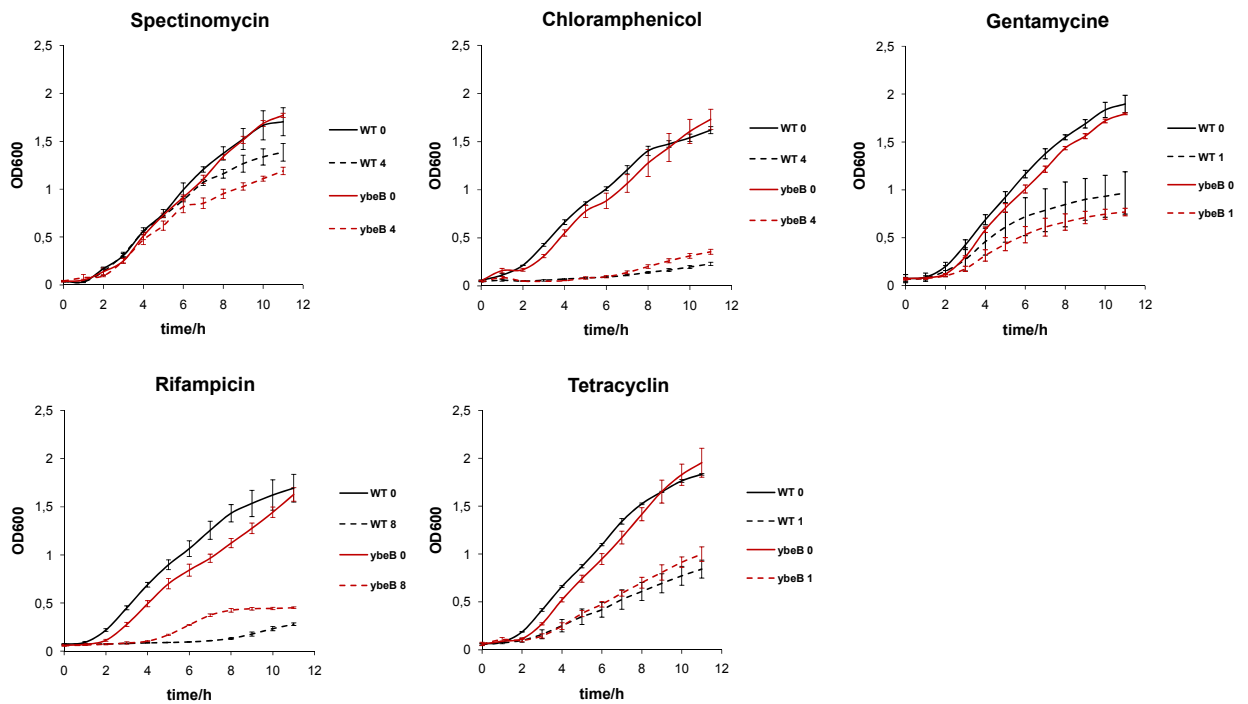 Spectinomycin
2,5
2
1,5
1
0,5
0
OD600
0 2 4 6 8 10 12
time/h
WT 0
WT 4
ybeB 0
ybeB 4
Chloramphenicol
2,5
2
1,5
1
0,5
0
OD600
0 2 4 6 8 10 12
time/h
WT 0
WT 4
ybeB 0
ybeB 4
Gentamycine
2,5
2
1,5
1
0,5
0
OD600
0 2 4 6 8 10 12
time/h
WT 0
WT 1
ybeB 0
ybeB 1
Rifampicin
2,5
2
1,5
1
0,5
0
OD600
0 2 4 6 8 10 12
time/h
WT 0
WT 8
ybeB 0
ybeB 8
Tetracyclin
2,5
2
1,5
1
0,5
0
OD600
0 2 4 6 8 10 12
time/h
WT 0
WT 1
ybeB 0
ybeB 1